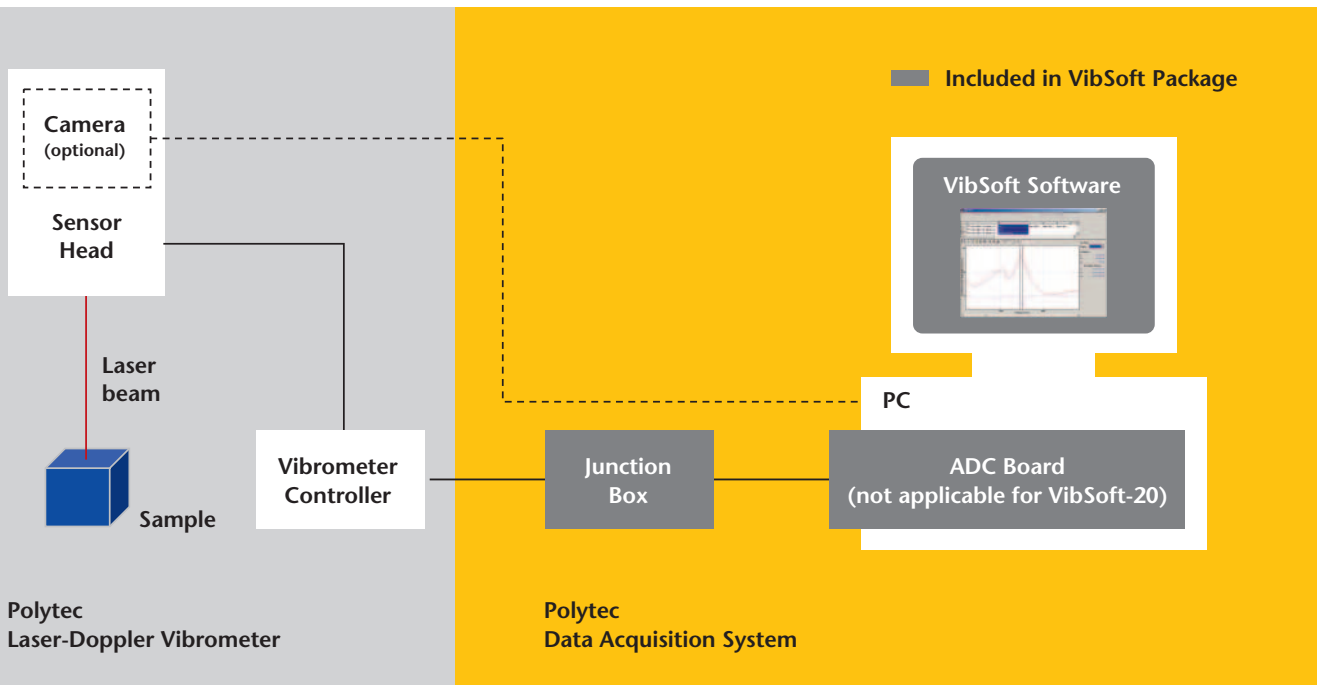 Camera
(optional)
Sensor
Head
Laser
beam
Sample
Vibrometer
Controller
Polytec
Laser-Doppler Vibrometer
Included in VibSoft Package
VibSoft Software
PC
Junction
Box
ADC Board
(not applicable for VibSoft-20)
Polytec
Data Acquisition System